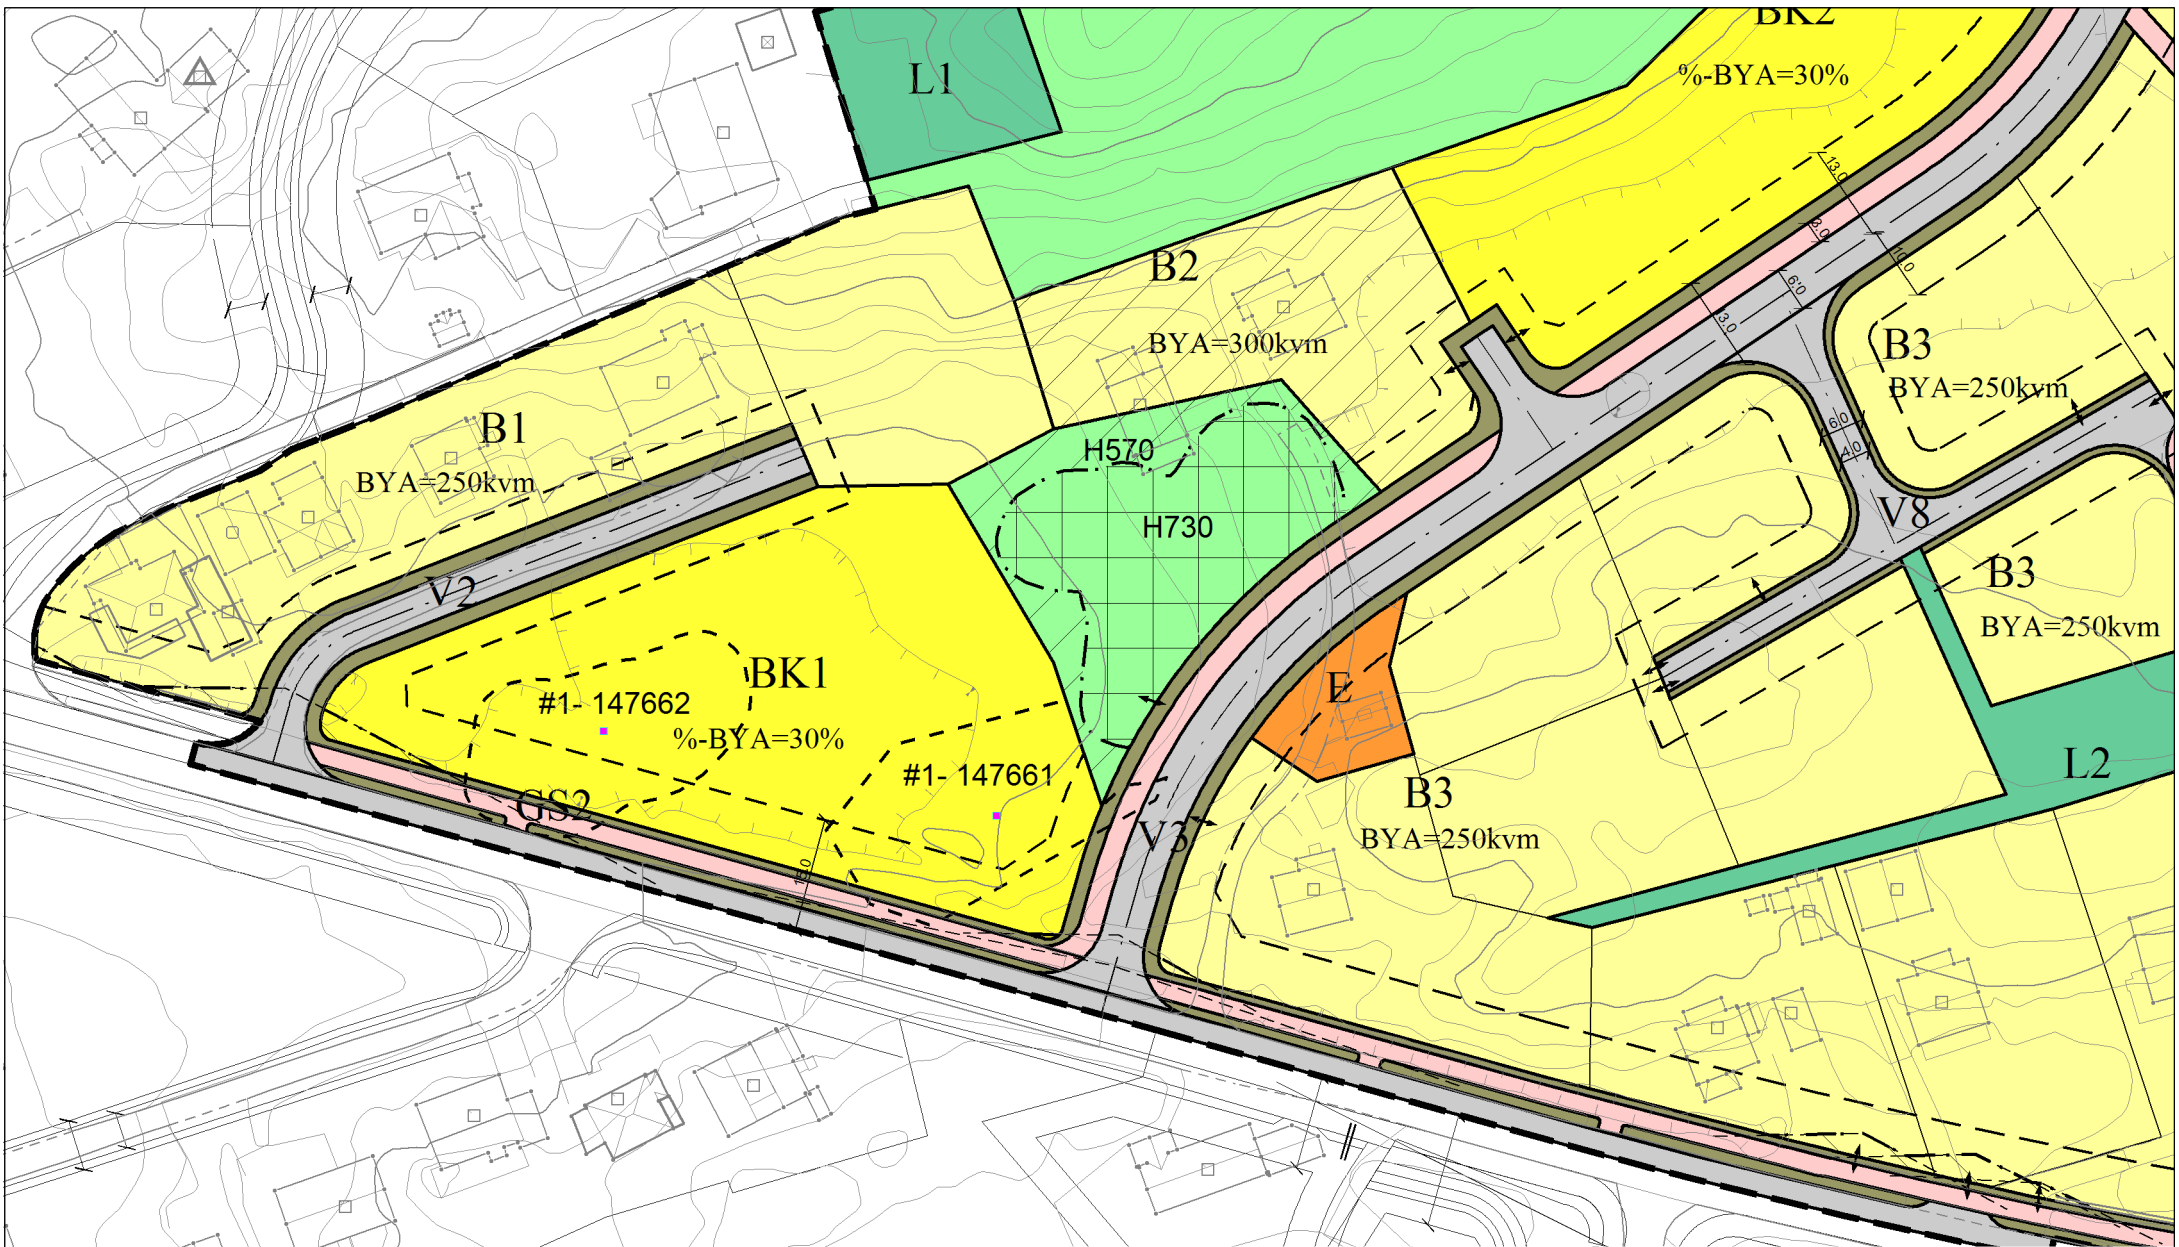 BK2
%-BYA=30%
L1
13.0
3.0
10.0
6.0
3.0
B2
BYA=300kvm
B3
BYA=250kvm
B1
BYA=250kvm
H570
6.0
4.0
H730
V8
V2
B3
BYA=250kvm
BK1
#1- 147662
%-BYA=30%
E
#1- 147661
L2
B3
BYA=250kvm
GS2
V3
15.0